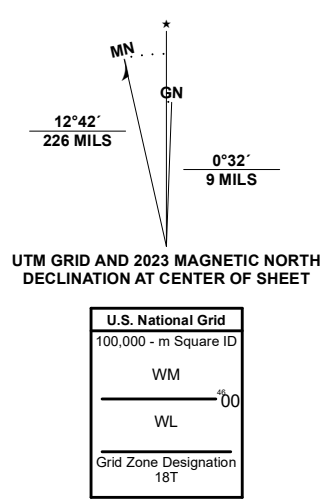 ★
MN
GN
12°42´
226 MILS
0°32´
9 MILS
UTM GRID AND 2023 MAGNETIC NORTH
DECLINATION AT CENTER OF SHEET
U.S. National Grid
100,000 - m Square ID
WM
46
00
WL
Grid Zone Designation
18T